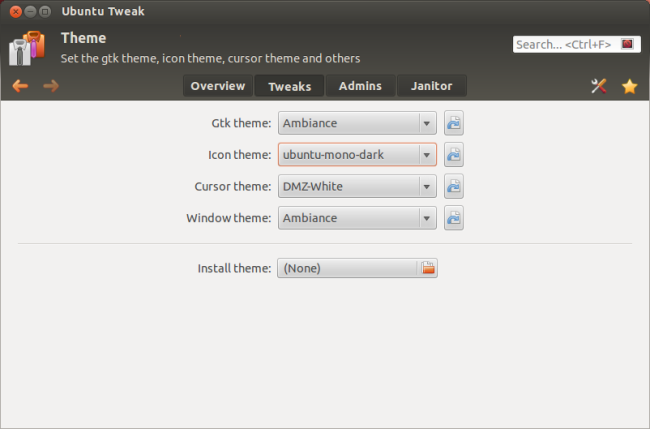 Ubuntu Tweak
Theme
Set the gtk theme, icon theme, cursor theme and others
Search... <Ctrl+F>
Overview Tweaks Admins Janitor
Gtk theme: Ambiance
Icon theme: ubuntu-mono-dark
Cursor theme: DMZ-White
Window theme: Ambiance
Install theme: (None)